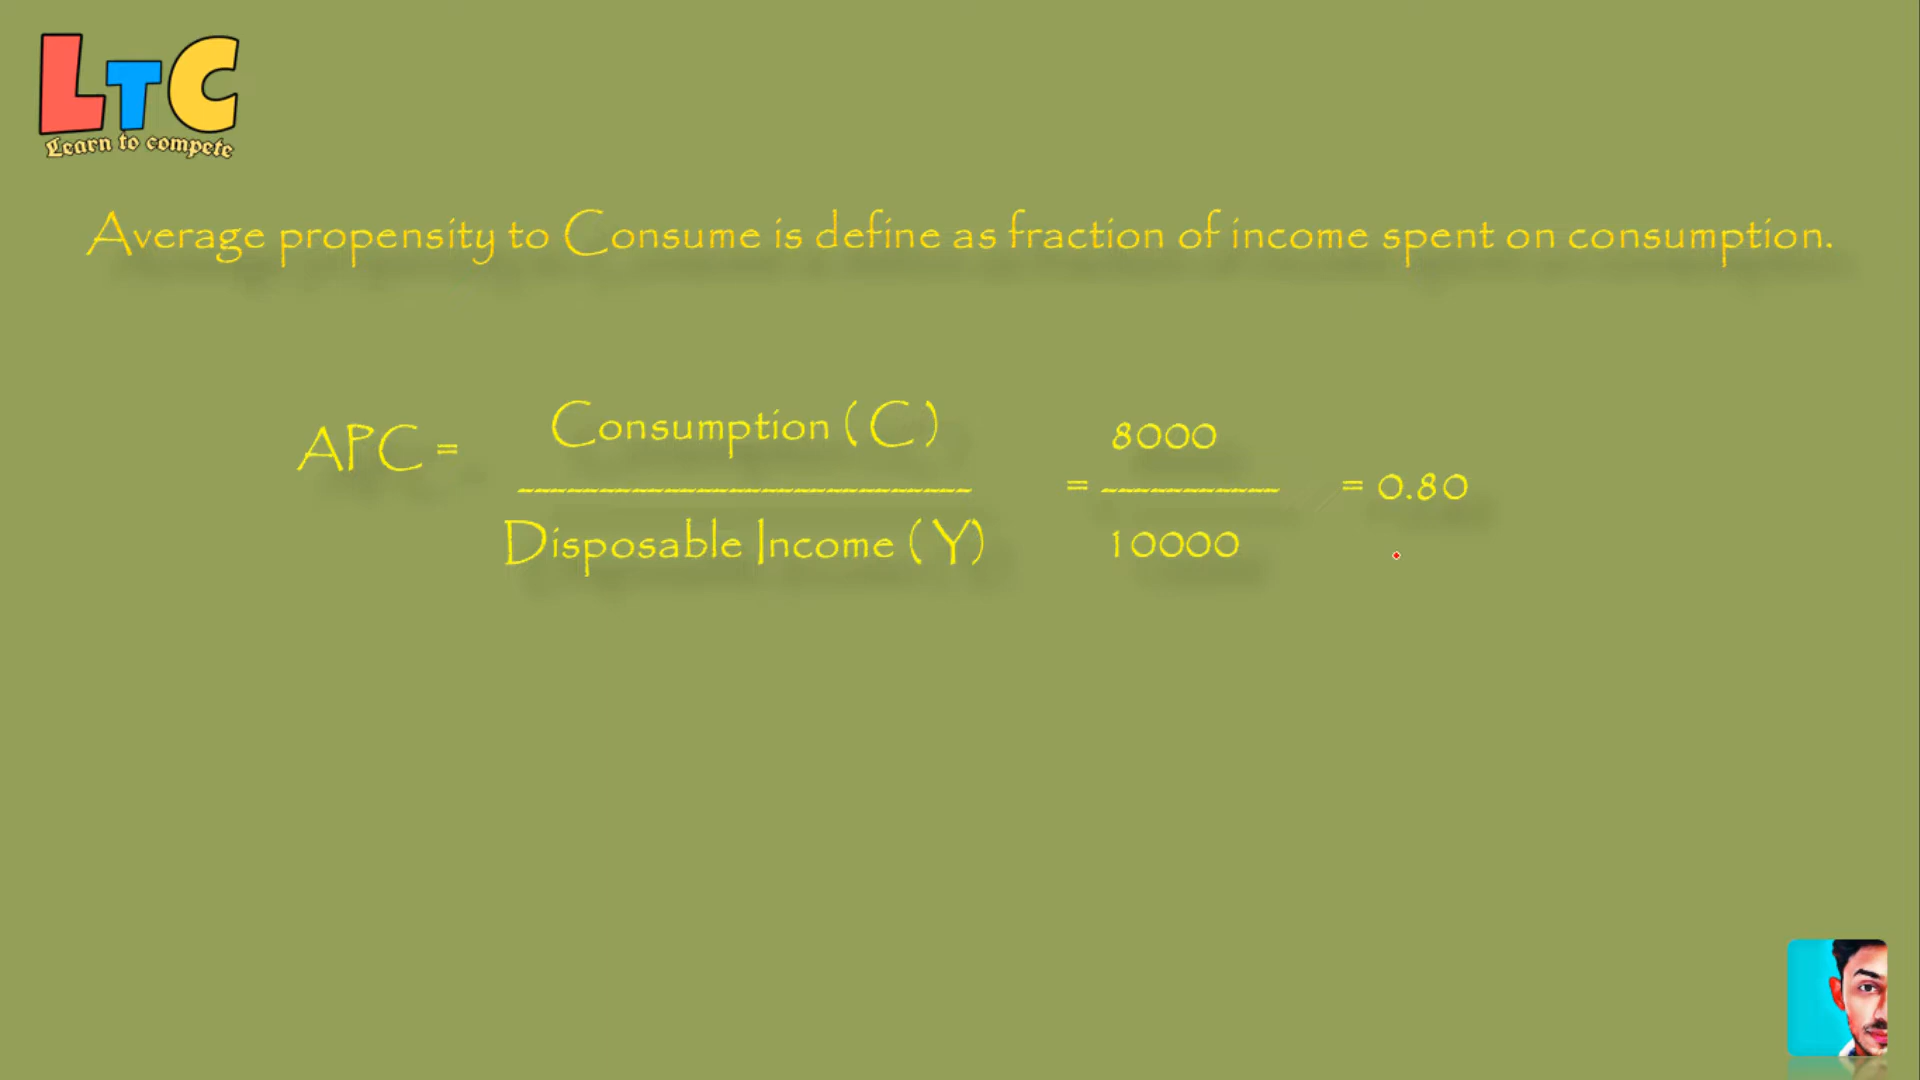 LTC
Learn to compete
Average propensity to Consume is define as fraction of income spent on consumption.
APC = Consumption ( C ) / Disposable Income ( Y) = 8000 / 10000 = 0.80